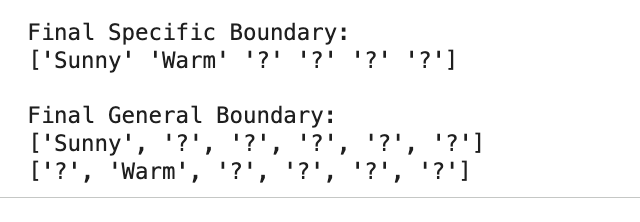 Final Specific Boundary:
['Sunny' 'Warm' '?' '?' '?' '?']
Final General Boundary:
['Sunny', '?', '?', '?', '?', '?']
['?', 'Warm', '?', '?', '?', '?']